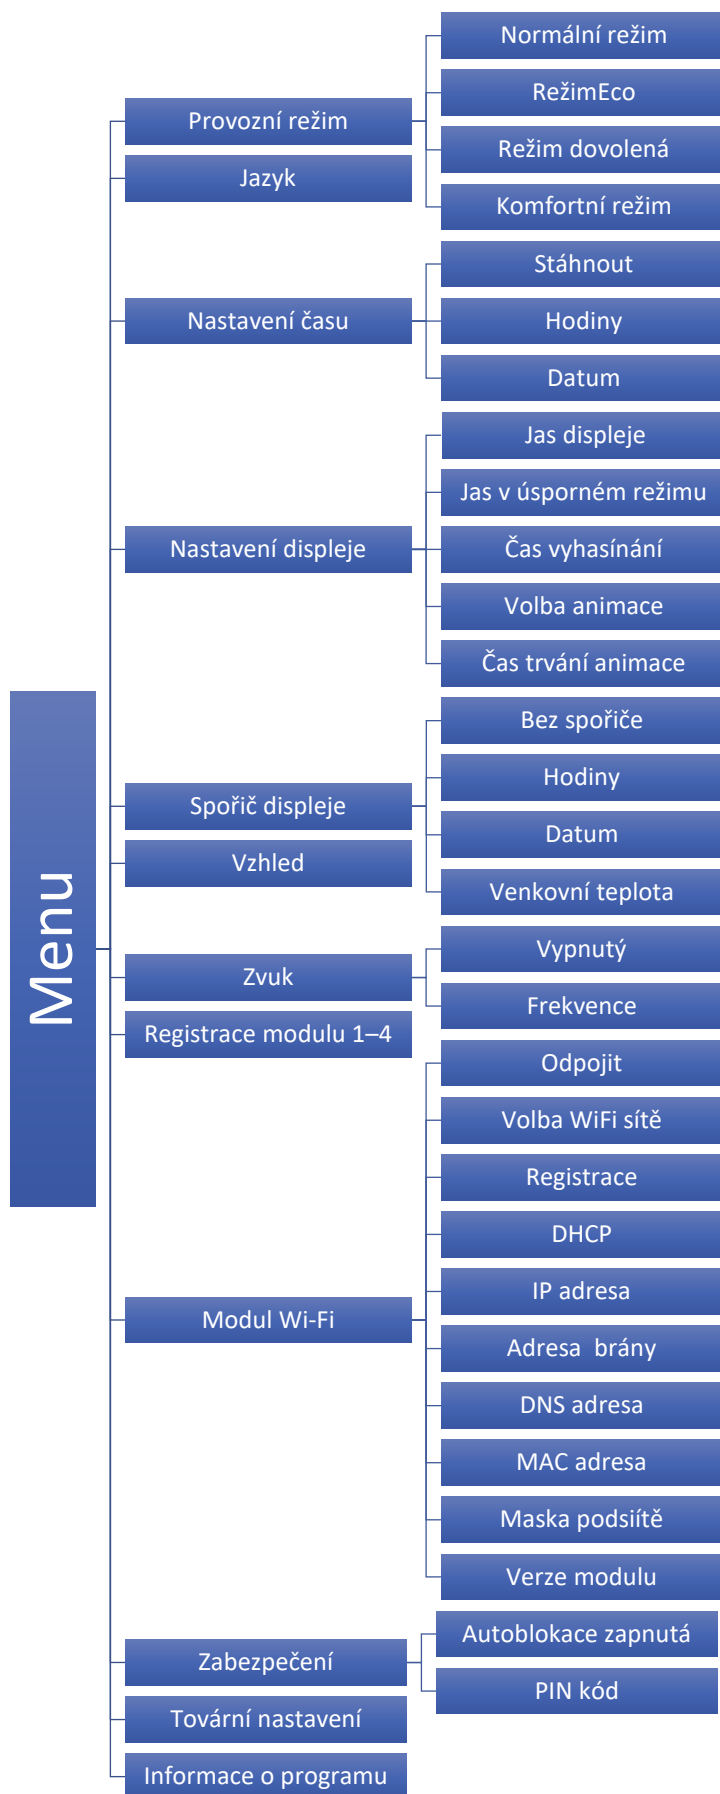 Menu
Provozní režim
Normální režim
RežimEco
Režim dovolená
Komfortní režim
Jazyk
Nastavení času
Stáhnout
Hodiny
Datum
Nastavení displeje
Jas displeje
Jas v úsporném režimu
Čas vyhasínání
Volba animace
Čas trvání animace
Spořič displeje
Bez spořiče
Hodiny
Datum
Venkovní teplota
Vzhled
Zvuk
Vypnutý
Frekvence
Registrace modulu 1–4
Modul Wi-Fi
Odpojit
Volba WiFi sítě
Registrace
DHCP
IP adresa
Adresa  brány
DNS adresa
MAC adresa
Maska podsiítě
Verze modulu
Zabezpečení
Autoblokace zapnutá
PIN kód
Tovární nastavení
Informace o programu